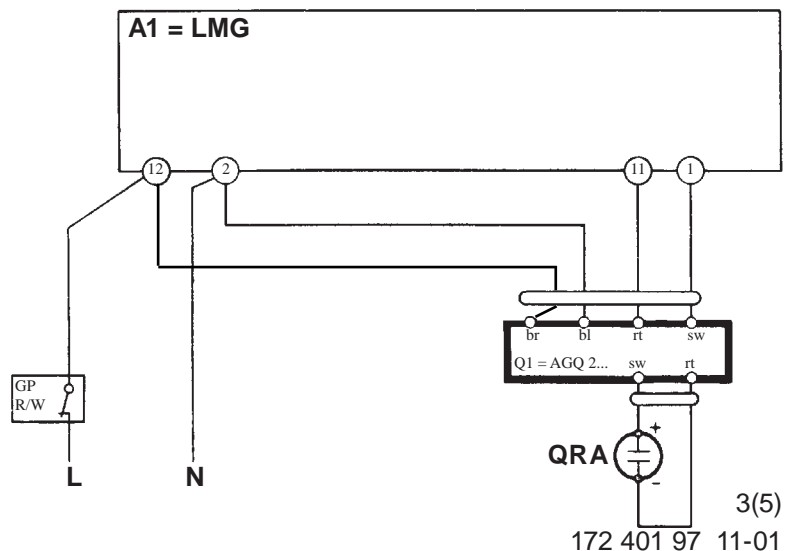 A1 = LMG
12 2 11 1
br bl rt sw
GP
R/W
Q1 = AGQ 2... sw rt
+
QRA
-
L N
3(5)
172 401 97 11-01